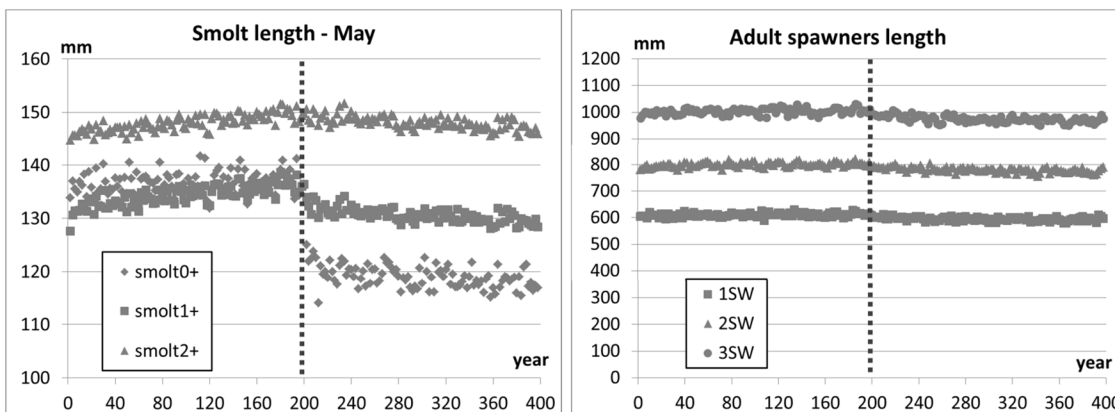 Smolt length - May
mm
160
150
140
130
120
110
100
smolt0+
smolt1+
smolt2+
year
0 40 80 120 160 200 240 280 320 360 400
Adult spawners length
mm
1200
1100
1000
900
800
700
600
500
400
300
200
100
0
1SW
2SW
3SW
year
0 40 80 120 160 200 240 280 320 360 400